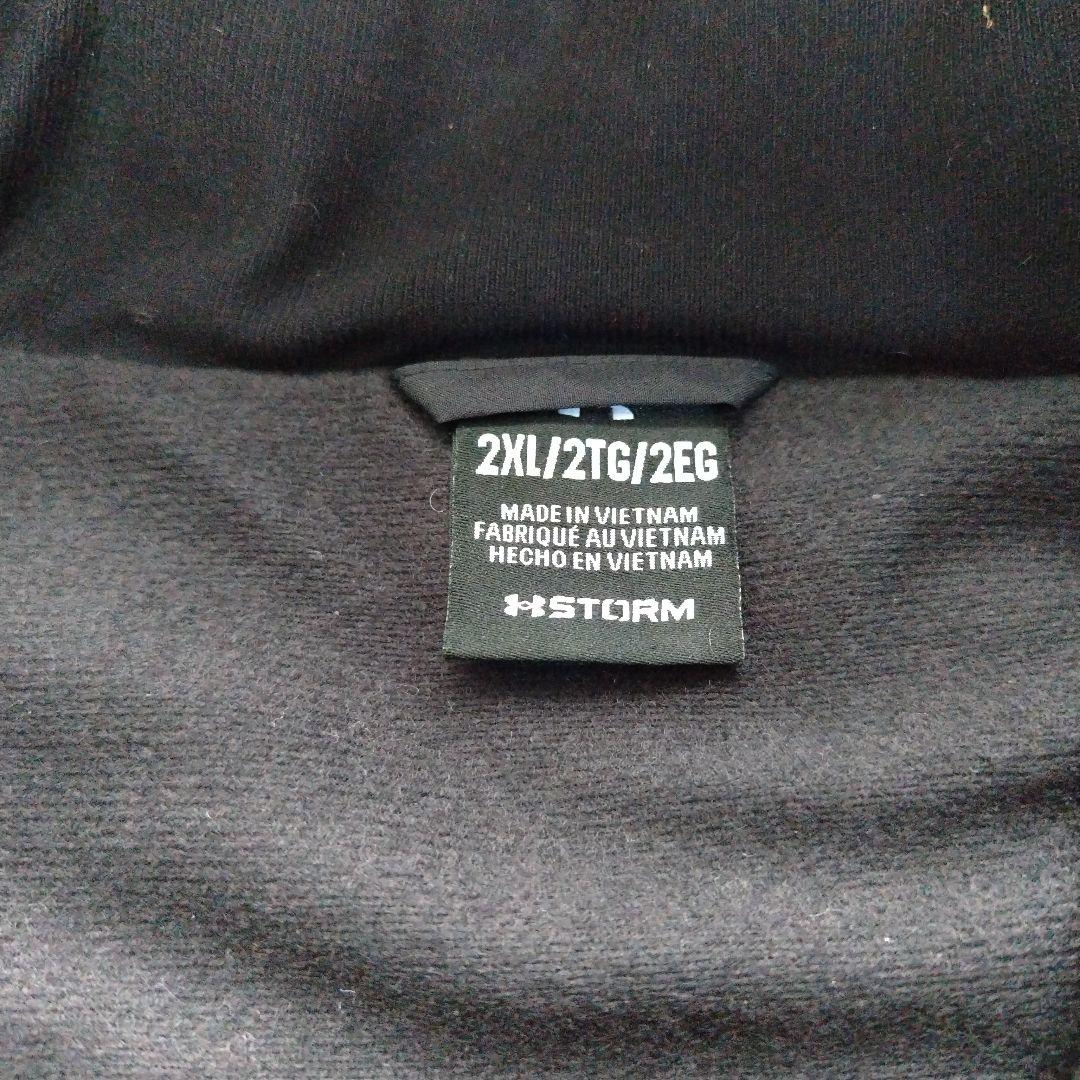 2XL/2TG/2EG
MADE IN VIETNAM
FABRIQUÉ AU VIETNAM
HECHO EN VIETNAM
STORM